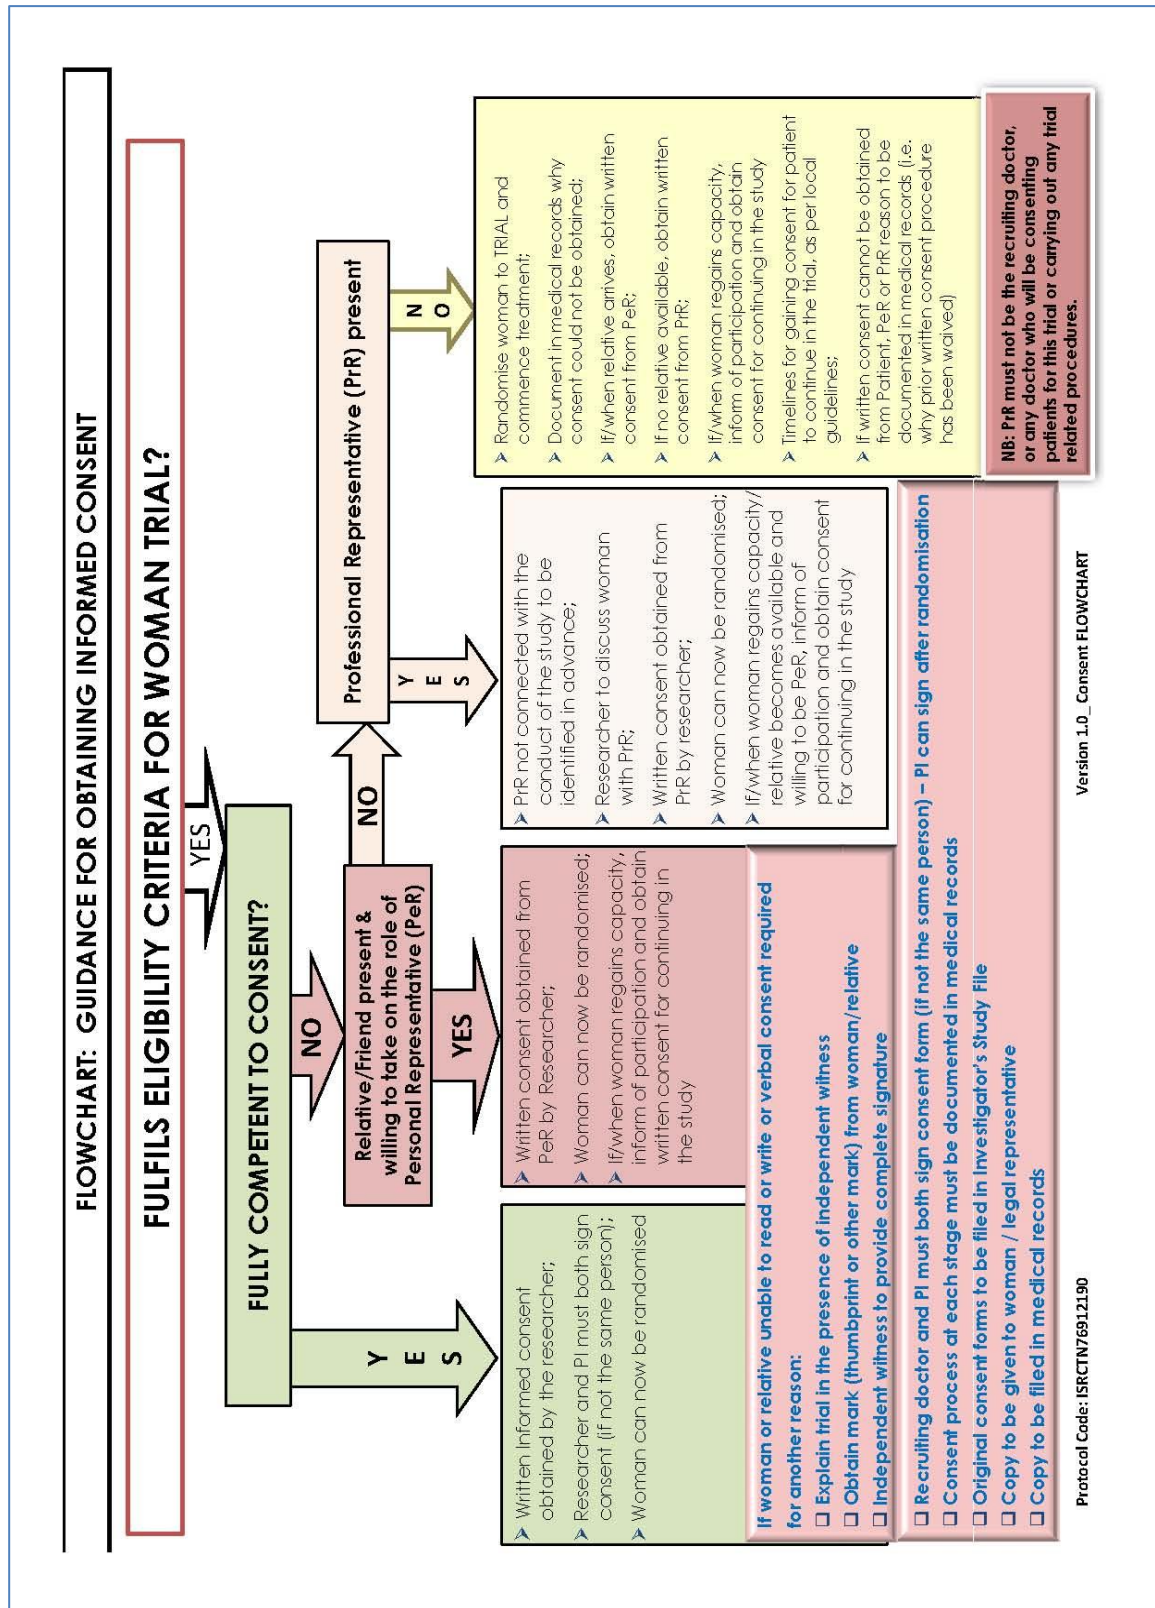 FLOWCHART: GUIDANCE FOR OBTAINING INFORMED CONSENT
FULFILS ELIGIBILITY CRITERIA FOR WOMAN TRIAL?
YES
FULLY COMPETENT TO CONSENT?
YES
NO
Relative/Friend present &
willing to take on the role of
Personal Representative (PeR)
YES
NO
Professional Representative (PrR) present
YES
NO
➢ Written Informed consent
obtained by the researcher;
➢ Researcher and PI must both sign
consent (if not the same person);
➢ Woman can now be randomised
➢ Written consent obtained from
PeR by Researcher;
➢ Woman can now be randomised;
➢ If/when woman regains capacity,
inform of participation and obtain
written consent for continuing in
the study
➢ PrR not connected with the
conduct of the study to be
identified in advance;
➢ Researcher to discuss woman
with PrR;
➢ Written consent obtained from
PrR by researcher;
➢ Woman can now be randomised;
➢ If/when woman regains capacity/
relative becomes available and
willing to be PeR, inform of
participation and obtain consent
for continuing in the study
➢ Randomise woman to TRIAL and
commence treatment;
➢ Document in medical records why
consent could not be obtained;
➢ If/when relative arrives, obtain written
consent from PeR;
➢ If no relative available, obtain written
consent from PrR;
➢ If/when woman regains capacity,
inform of participation and obtain
consent for continuing in the study
➢ Timelines for gaining consent for patient
to continue in the trial, as per local
guidelines;
➢ If written consent cannot be obtained
from Patient, PeR or PrR reason to be
documented in medical records (i.e.
why prior written consent procedure
has been waived)
If woman or relative unable to read or write or verbal consent required
for another reason:
❑ Explain trial in the presence of independent witness
❑ Obtain mark (thumbprint or other mark) from woman/relative
❑ Independent witness to provide complete signature
❑ Recruiting doctor and PI must both sign consent form (if not the same person) – PI can sign after randomisation
❑ Consent process at each stage must be documented in medical records
❑ Original consent forms to be filed in Investigator's Study File
❑ Copy to be given to woman / legal representative
❑ Copy to be filed in medical records
NB: PrR must not be the recruiting doctor,
or any doctor who will be consenting
patients for this trial or carrying out any trial
related procedures.
Protocol Code: ISRCTN76912190
Version 1.0_ Consent FLOWCHART